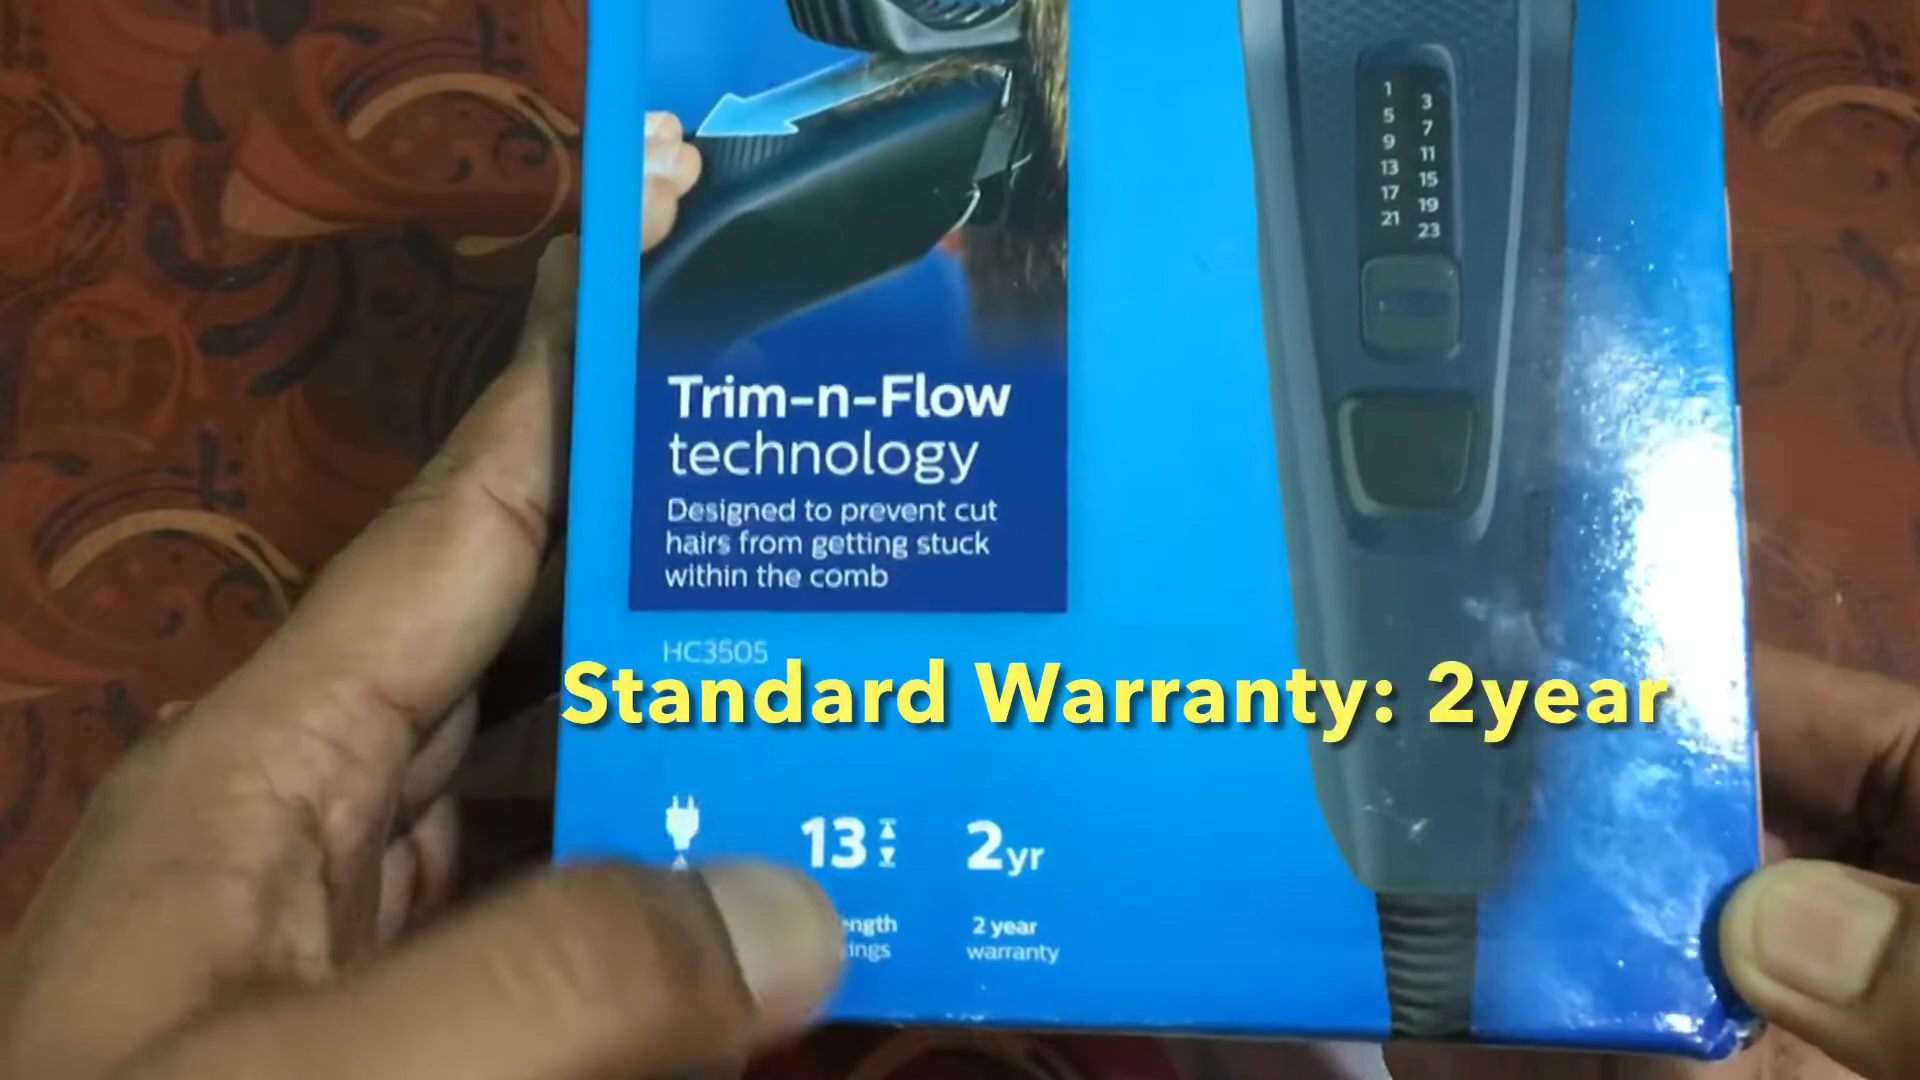 Trim-n-Flow
technology
Designed to prevent cut
hairs from getting stuck
within the comb
HC3505
Standard Warranty: 2year
13
2yr
2 year
warranty
1 3
5 7
9 11
13 15
17 19
21 23